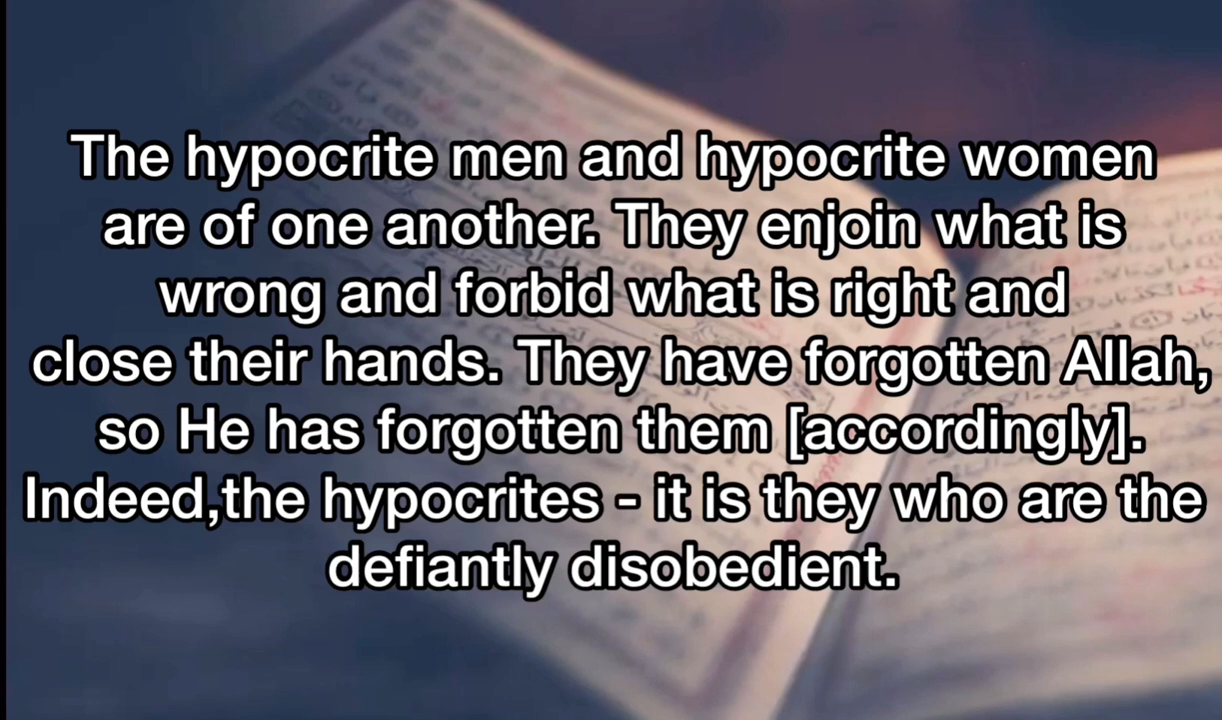 The hypocrite men and hypocrite women
are of one another. They enjoin what is
wrong and forbid what is right and
close their hands. They have forgotten Allah,
so He has forgotten them [accordingly].
Indeed,the hypocrites - it is they who are the
defiantly disobedient.